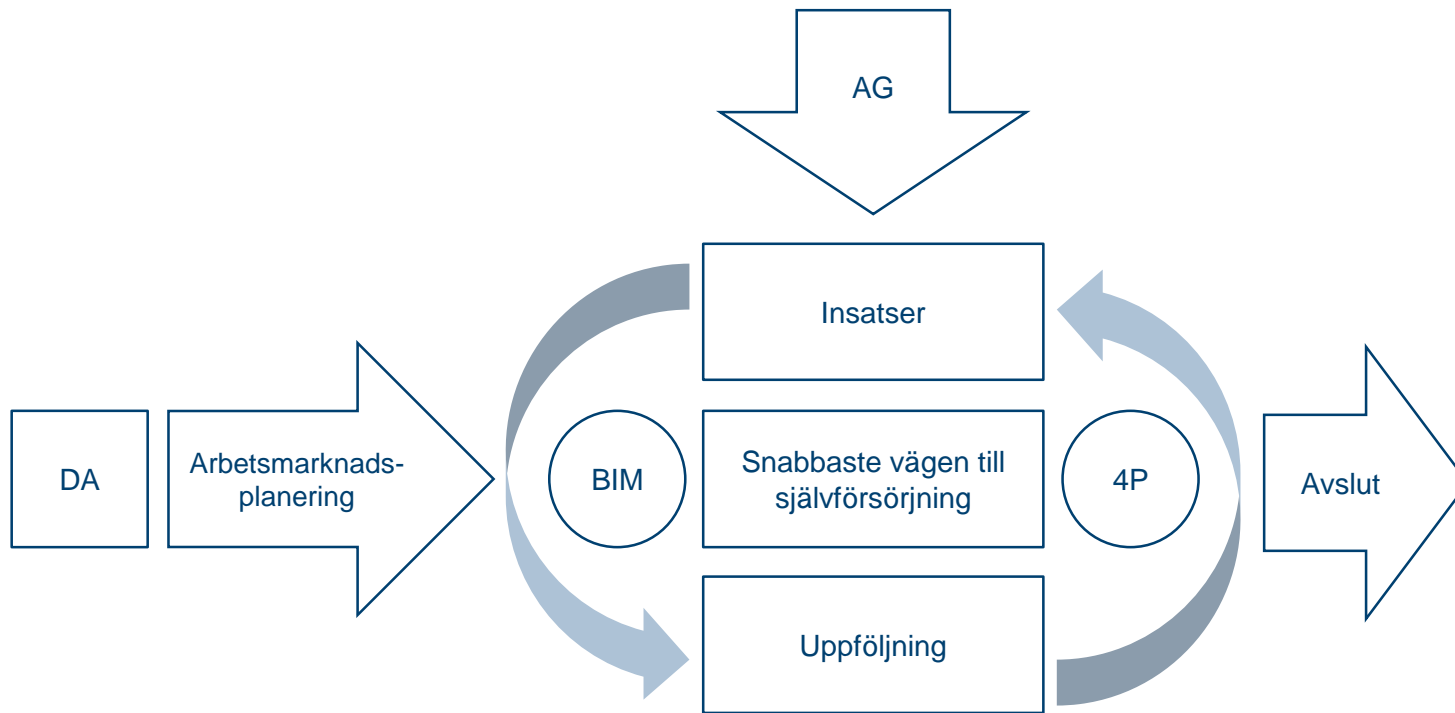 AG
Insatser
DA
Arbetsmarknads-
planering
BIM
Snabbaste vägen till
självförsörjning
4P
Avslut
Uppföljning